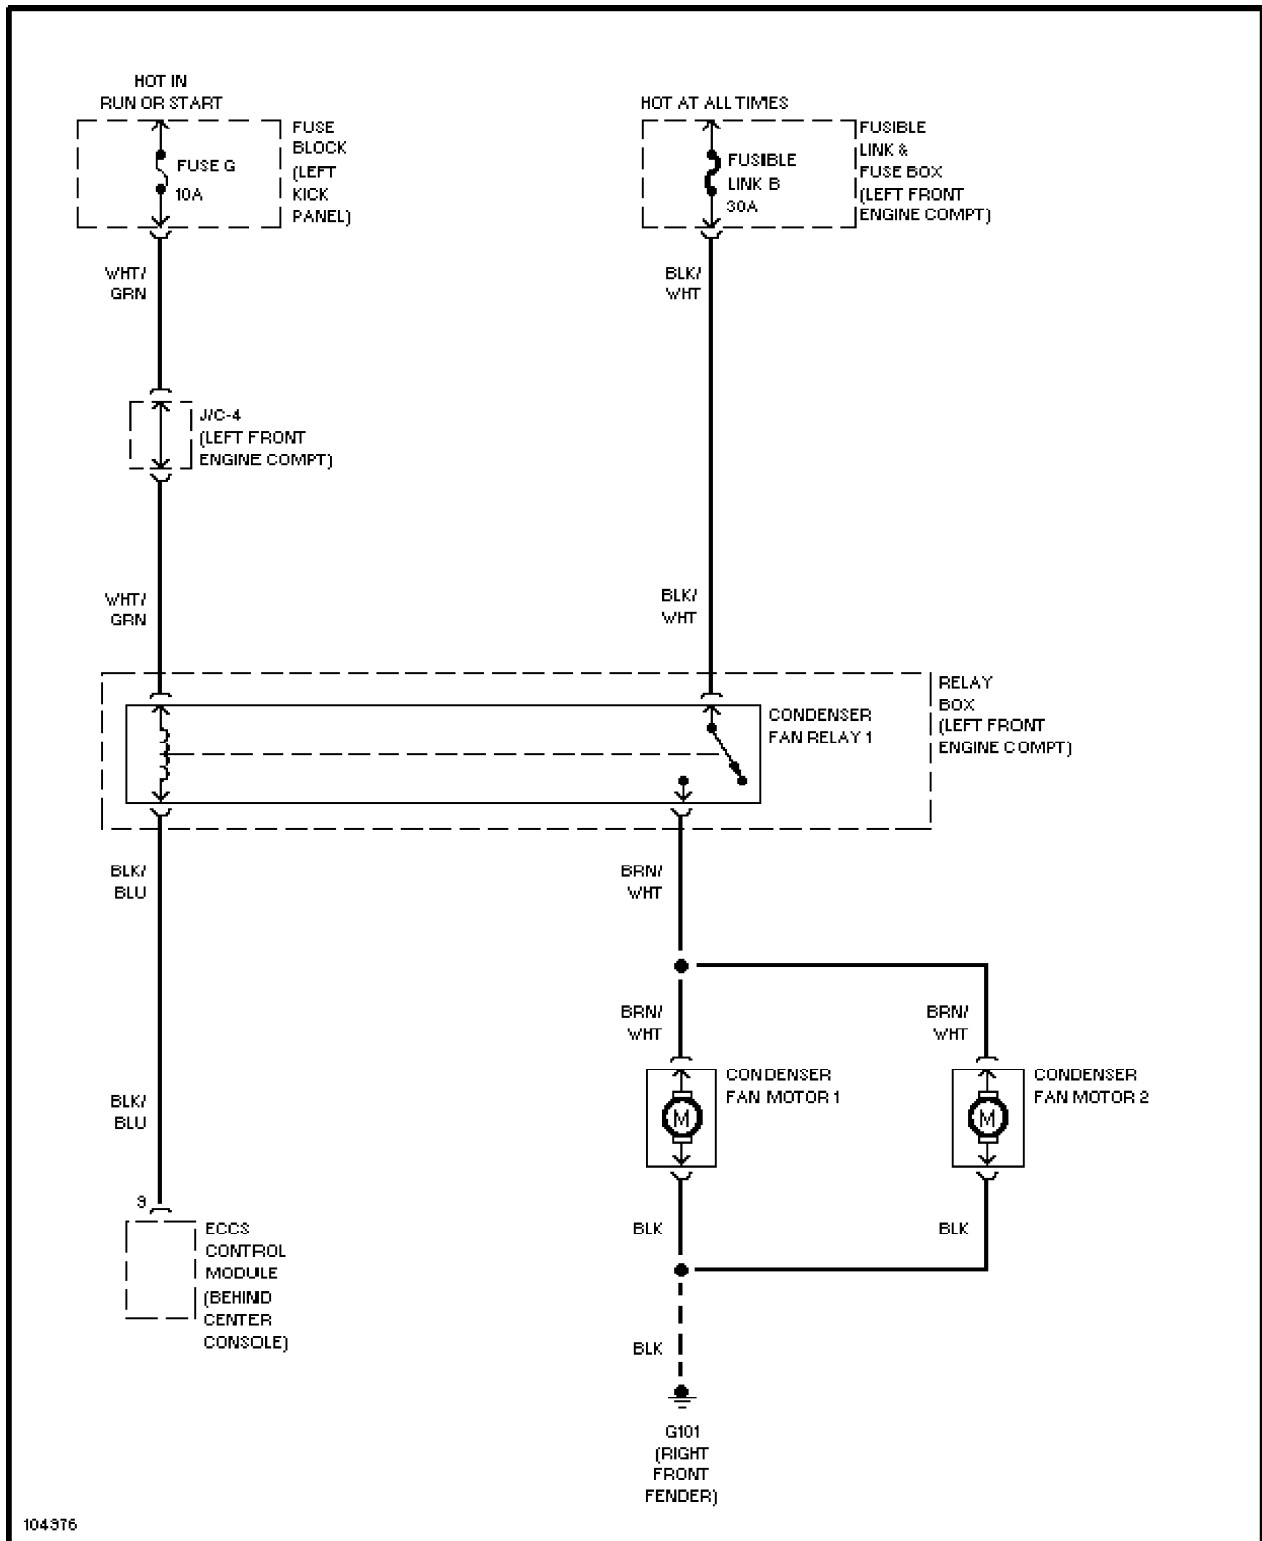 HOT IN
RUN OR START
FUSE G
10A
FUSE
BLOCK
(LEFT
KICK
PANEL)
HOT AT ALL TIMES
FUSIBLE
LINK B
30A
FUSIBLE
LINK &
FUSE BOX
(LEFT FRONT
ENGINE COMPT)
WHT/
GRN
BLK/
WHT
J/C-4
(LEFT FRONT
ENGINE COMPT)
WHT/
GRN
BLK/
WHT
CONDENSER
FAN RELAY 1
RELAY
BOX
(LEFT FRONT
ENGINE COMPT)
BLK/
BLU
BRN/
WHT
BRN/
WHT
BRN/
WHT
CONDENSER
FAN MOTOR 1
M
CONDENSER
FAN MOTOR 2
M
BLK/
BLU
9
ECCS
CONTROL
MODULE
(BEHIND
CENTER
CONSOLE)
BLK
BLK
BLK
G101
(RIGHT
FRONT
FENDER)
104376